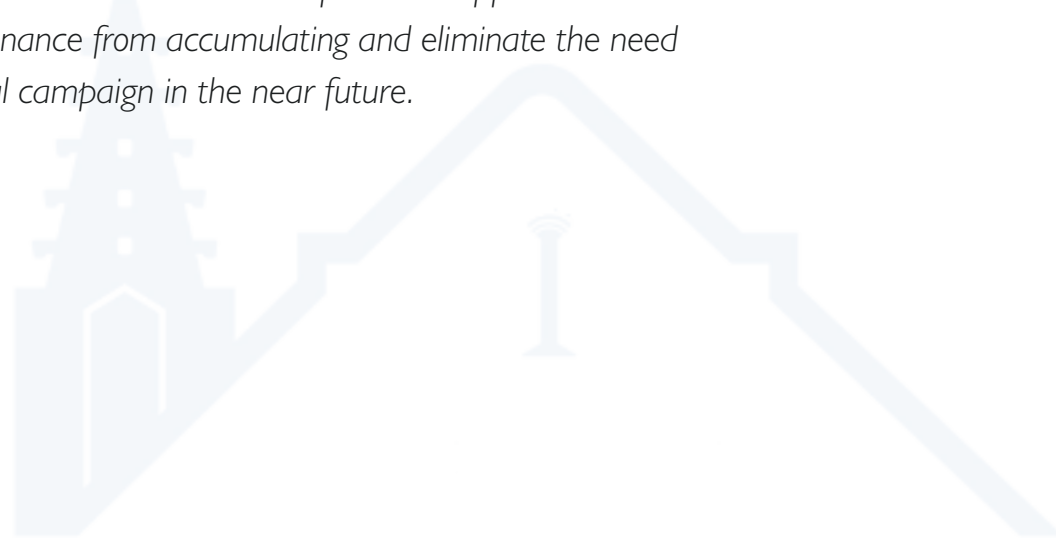 nance from accumulating and eliminate the need
l campaign in the near future.